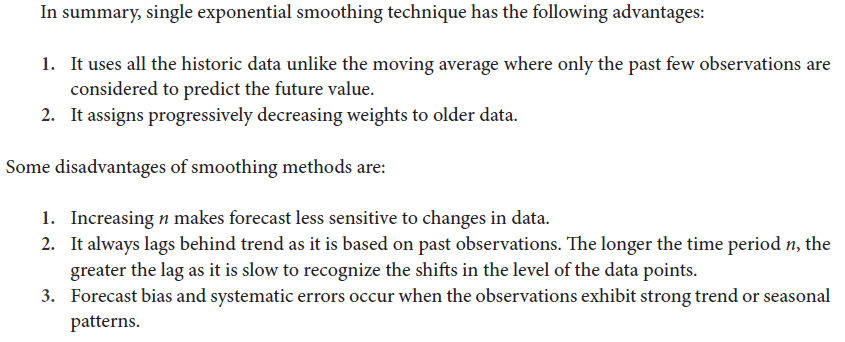 In summary, single exponential smoothing technique has the following advantages:
1. It uses all the historic data unlike the moving average where only the past few observations are
considered to predict the future value.
2. It assigns progressively decreasing weights to older data.
Some disadvantages of smoothing methods are:
1. Increasing n makes forecast less sensitive to changes in data.
2. It always lags behind trend as it is based on past observations. The longer the time period n, the
greater the lag as it is slow to recognize the shifts in the level of the data points.
3. Forecast bias and systematic errors occur when the observations exhibit strong trend or seasonal
patterns.